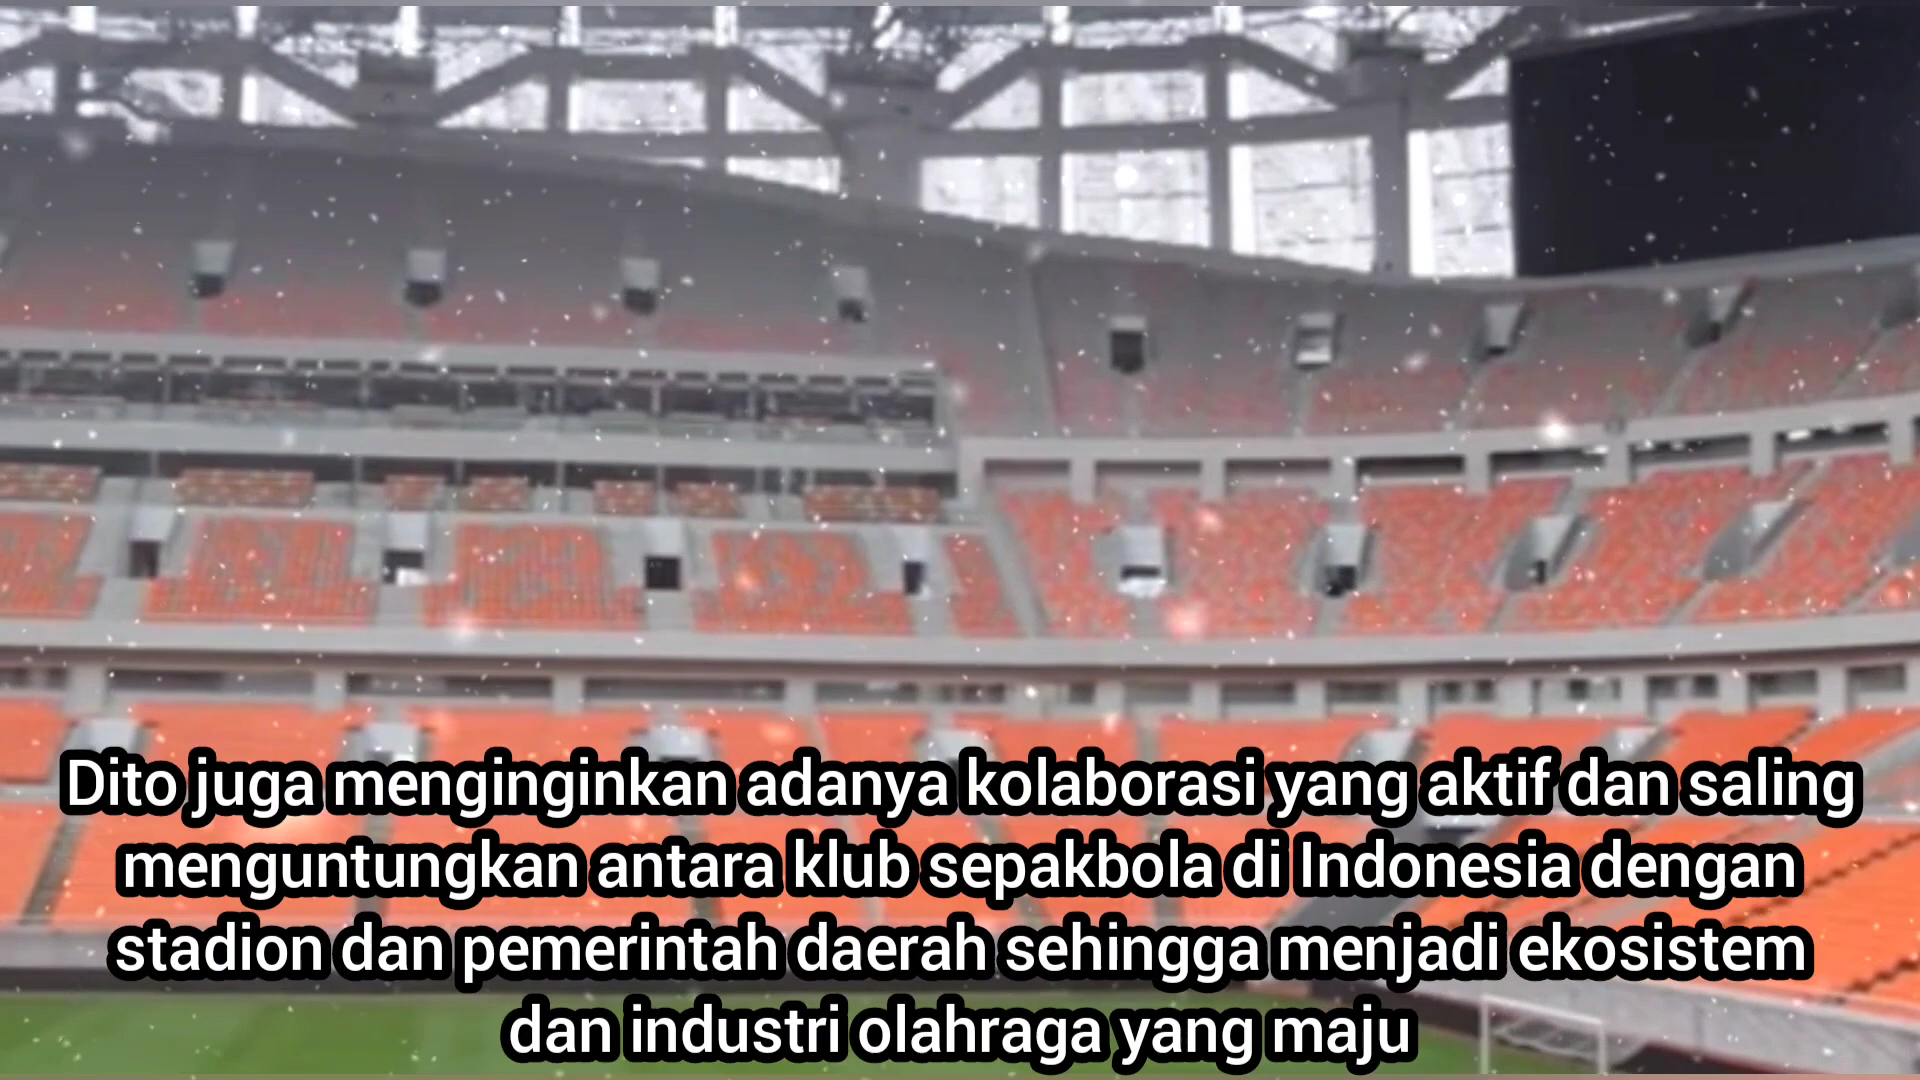 Dito juga menginginkan adanya kolaborasi yang aktif dan saling
menguntungkan antara klub sepakbola di Indonesia dengan
stadion dan pemerintah daerah sehingga menjadi ekosistem
dan industri olahraga yang maju